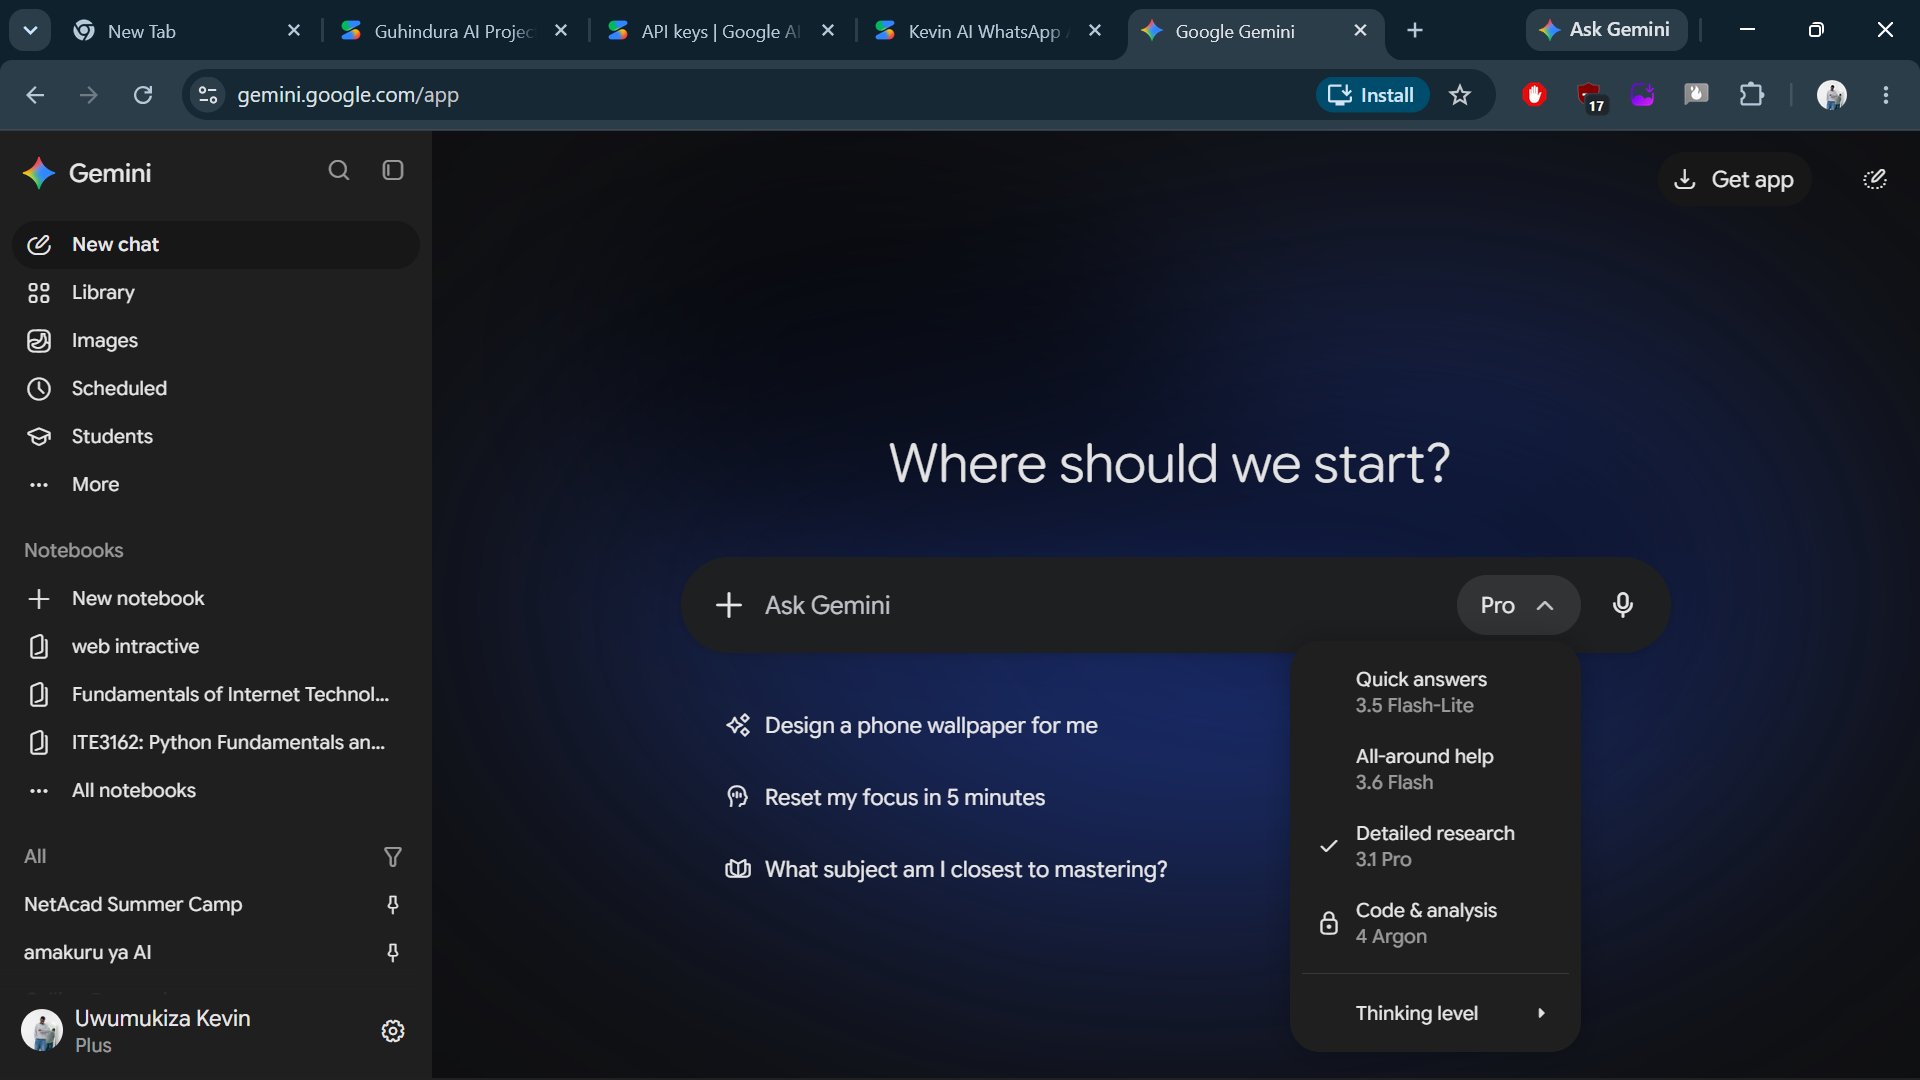 New Tab
Guhindura AI Projec
API keys | Google AI
Kevin AI WhatsApp
Google Gemini
Ask Gemini
gemini.google.com/app
Install
17
Gemini
Get app
New chat
Library
Images
Scheduled
Students
More
Notebooks
New notebook
web intractive
Fundamentals of Internet Technol...
ITE3162: Python Fundamentals an...
All notebooks
All
NetAcad Summer Camp
amakuru ya AI
Uwumukiza Kevin
Plus
Where should we start?
Ask Gemini
Pro
Design a phone wallpaper for me
Reset my focus in 5 minutes
What subject am I closest to mastering?
Quick answers
3.5 Flash-Lite
All-around help
3.6 Flash
Detailed research
3.1 Pro
Code & analysis
4 Argon
Thinking level